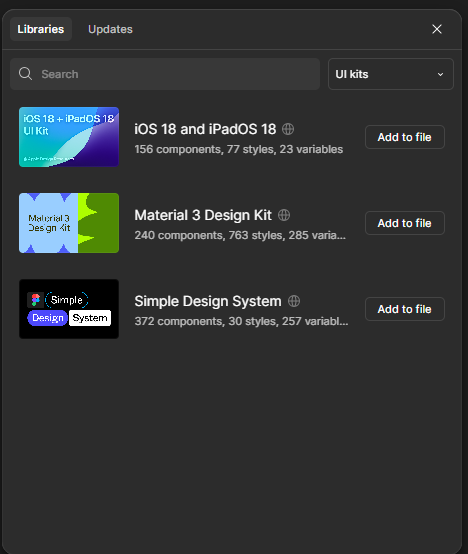 Libraries
Updates
Search
UI kits
iOS 18 + iPadOS 18
UI Kit
Apple Design Resources
iOS 18 and iPadOS 18
156 components, 77 styles, 23 variables
Add to file
Material 3
Design Kit
Material 3 Design Kit
240 components, 763 styles, 285 varia...
Add to file
Simple
Design System
Simple Design System
372 components, 30 styles, 257 variabl...
Add to file